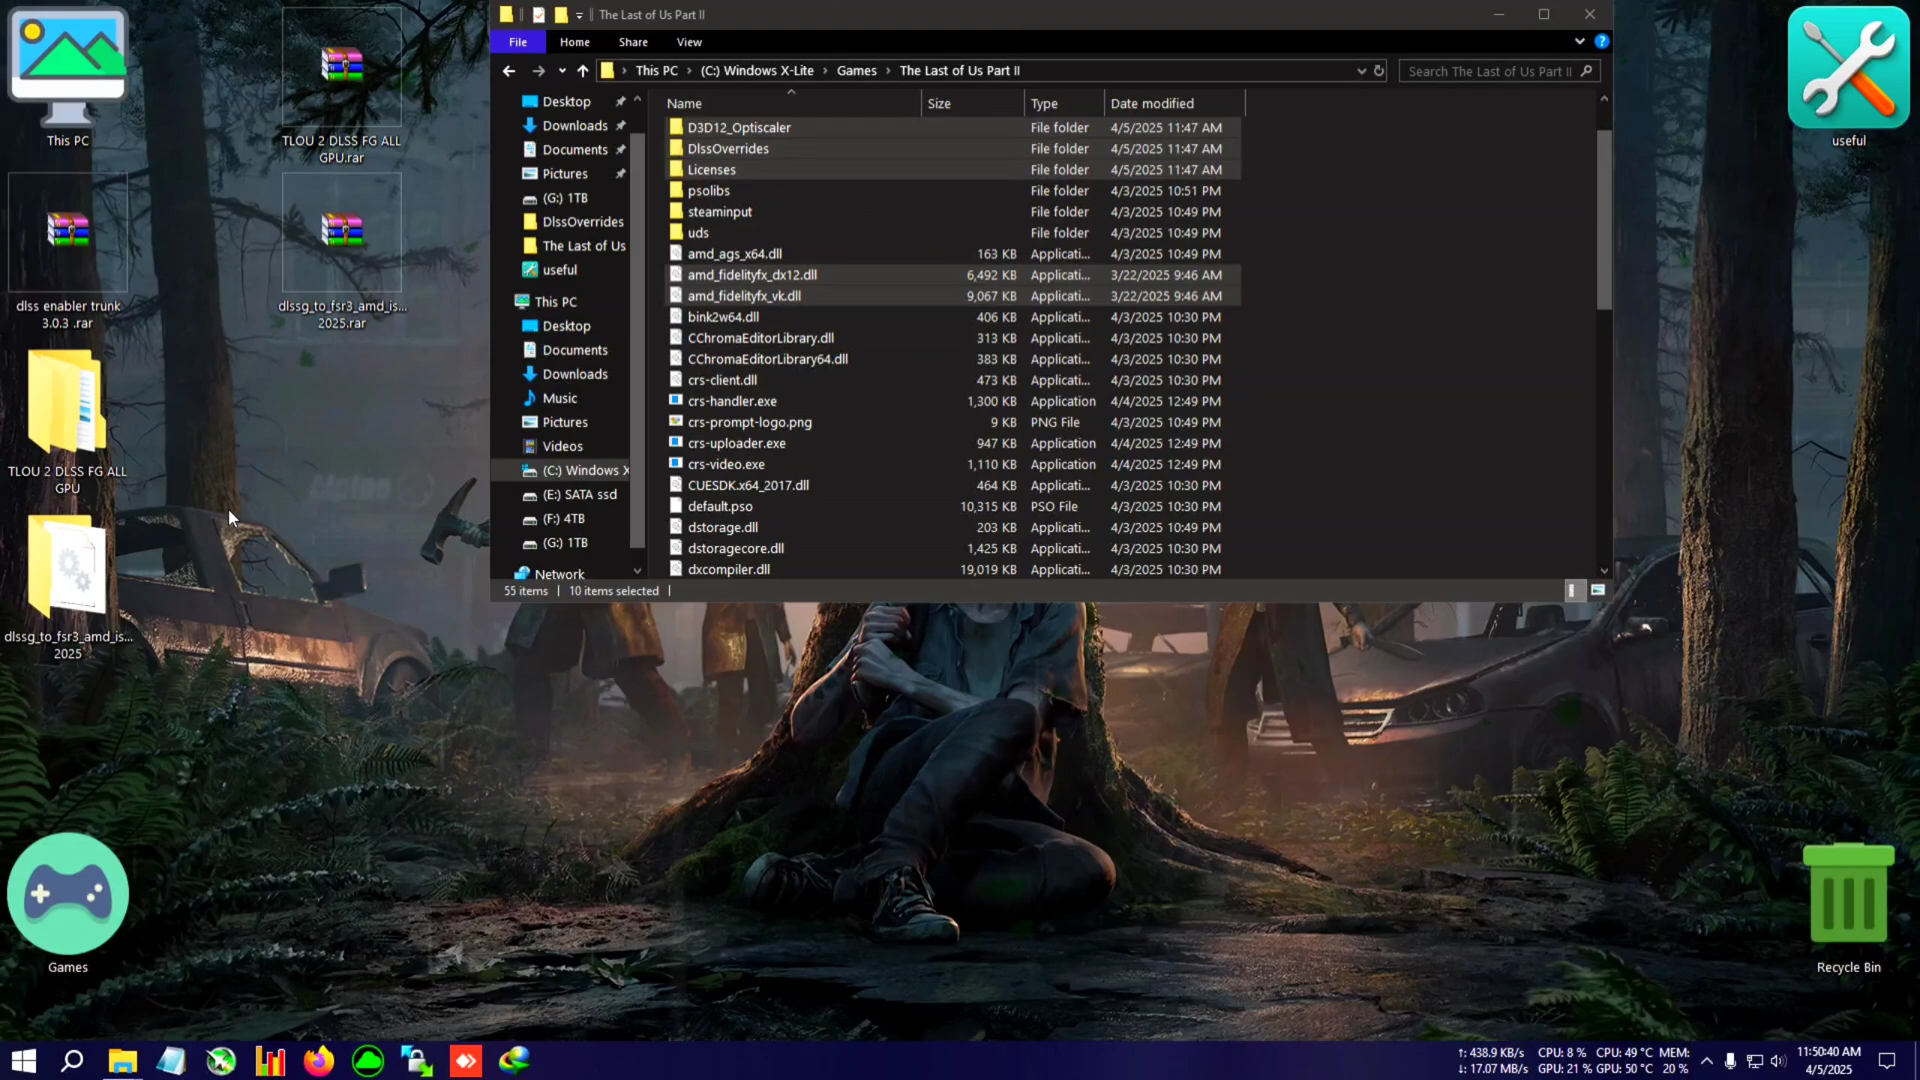 This PC
TLOU 2 DLSS FG ALL
GPU.rar
dlss enabler trunk
3.0.3 .rar
dlssg_to_fsr3_amd_is...
2025.rar
TLOU 2 DLSS FG ALL
GPU
dlssg_to_fsr3_amd_is...
2025
Games
The Last of Us Part II
File Home Share View
This PC > (C:) Windows X-Lite > Games > The Last of Us Part II
Search The Last of Us Part II
Desktop
Downloads
Documents
Pictures
(G:) 1TB
DlssOverrides
The Last of Us
useful
This PC
Desktop
Documents
Downloads
Music
Pictures
Videos
(C:) Windows X
(E:) SATA ssd
(F:) 4TB
(G:) 1TB
Network
Name Size Type Date modified
D3D12_Optiscaler File folder 4/5/2025 11:47 AM
DlssOverrides File folder 4/5/2025 11:47 AM
Licenses File folder 4/5/2025 11:47 AM
psolibs File folder 4/3/2025 10:51 PM
steaminput File folder 4/3/2025 10:49 PM
uds File folder 4/3/2025 10:49 PM
amd_ags_x64.dll 163 KB Applicati... 4/3/2025 10:49 PM
amd_fidelityfx_dx12.dll 6,492 KB Applicati... 3/22/2025 9:46 AM
amd_fidelityfx_vk.dll 9,067 KB Applicati... 3/22/2025 9:46 AM
bink2w64.dll 406 KB Applicati... 4/3/2025 10:30 PM
CChromaEditorLibrary.dll 313 KB Applicati... 4/3/2025 10:30 PM
CChromaEditorLibrary64.dll 383 KB Applicati... 4/3/2025 10:30 PM
crs-client.dll 473 KB Applicati... 4/3/2025 10:30 PM
crs-handler.exe 1,300 KB Application 4/4/2025 12:49 PM
crs-prompt-logo.png 9 KB PNG File 4/3/2025 10:49 PM
crs-uploader.exe 947 KB Application 4/4/2025 12:49 PM
crs-video.exe 1,110 KB Application 4/4/2025 12:49 PM
CUESDK.x64_2017.dll 464 KB Applicati... 4/3/2025 10:30 PM
default.pso 10,315 KB PSO File 4/3/2025 10:30 PM
dstorage.dll 203 KB Applicati... 4/3/2025 10:49 PM
dstoragecore.dll 1,425 KB Applicati... 4/3/2025 10:30 PM
dxcompiler.dll 19,019 KB Applicati... 4/3/2025 10:30 PM
55 items 10 items selected
useful
Recycle Bin
↑: 438.9 KB/s CPU: 8 % CPU: 49 °C MEM:
↓: 17.07 MB/s GPU: 21 % GPU: 50 °C 20 %
11:50:40 AM
4/5/2025